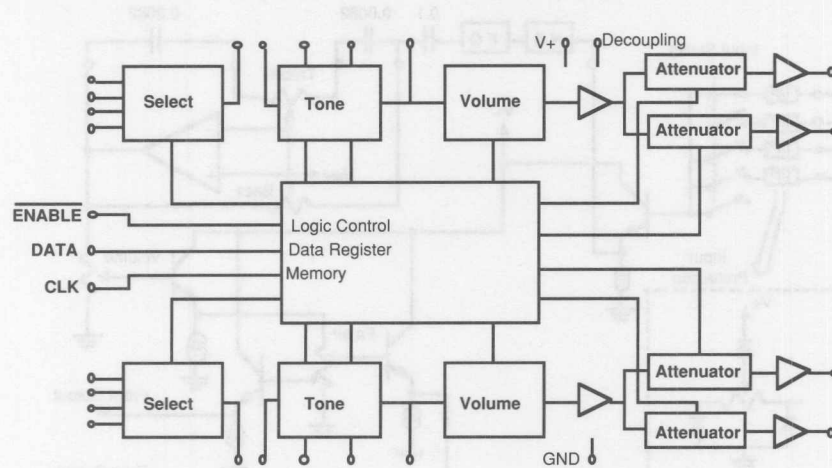 V+ Decoupling
Select Tone Volume Attenuator
Attenuator
ENABLE
DATA
CLK
Logic Control
Data Register
Memory
Select Tone Volume Attenuator
Attenuator
GND